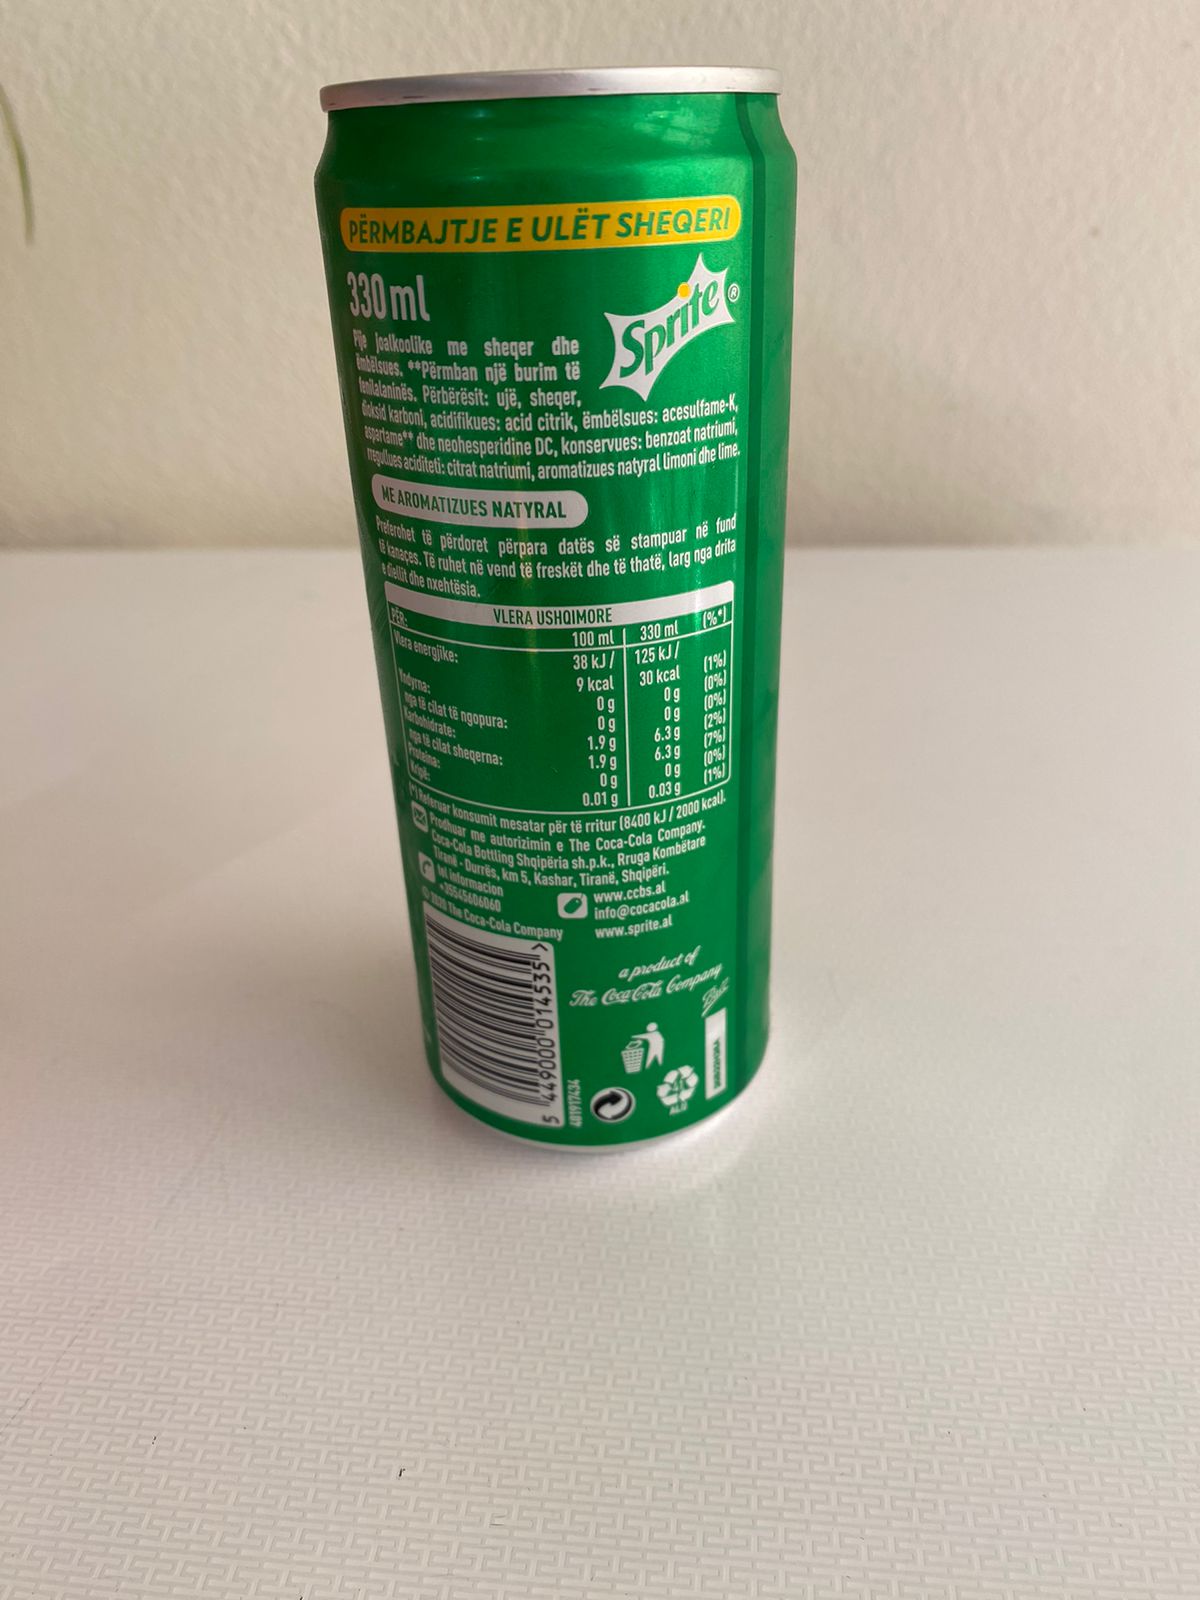 PËRMBAJTJE E ULËT SHEQERI
330 ml
Sprite®
Pije joalkoolike me sheqer dhe
ëmbëlsues. **Përmban një burim të
fenilalaninës. Përbërësit: ujë, sheqer,
dioksid karboni, acidifikues: acid citrik, ëmbëlsues: acesulfame-K,
aspartame** dhe neohesperidine DC, konservues: benzoat natriumi,
rregullues aciditeti: citrat natriumi, aromatizues natyral limoni dhe lime.
ME AROMATIZUES NATYRAL
Preferohet të përdoret përpara datës së stampuar në fund
të kanaçes. Të ruhet në vend të freskët dhe të thatë, larg nga drita
e diellit dhe nxehtësia.
VLERA USHQIMORE
PËR: 100 ml 330 ml (%*)
Vlera energjike: 38 kJ / 125 kJ /
9 kcal 30 kcal (1%)
Yndyrna: 0 g 0 g (0%)
nga të cilat të ngopura: 0 g 0 g (0%)
Karbohidrate: 1.9 g 6.3 g (2%)
nga të cilat sheqerna: 1.9 g 6.3 g (7%)
Proteina: 0 g 0 g (0%)
Kripë: 0.01 g 0.03 g (1%)
(*) Referuar konsumit mesatar për të rritur (8400 kJ / 2000 kcal).
Prodhuar me autorizimin e The Coca-Cola Company.
Coca-Cola Bottling Shqipëria sh.p.k., Rruga Kombëtare
Tiranë - Durrës, km 5, Kashar, Tiranë, Shqipëri.
tel informacion
+35545606060
www.ccbs.al
info@cocacola.al
www.sprite.al
© 2020 The Coca-Cola Company
a product of
The Coca-Cola Company
Ball
5 449000 014535 >
401917434
ALU